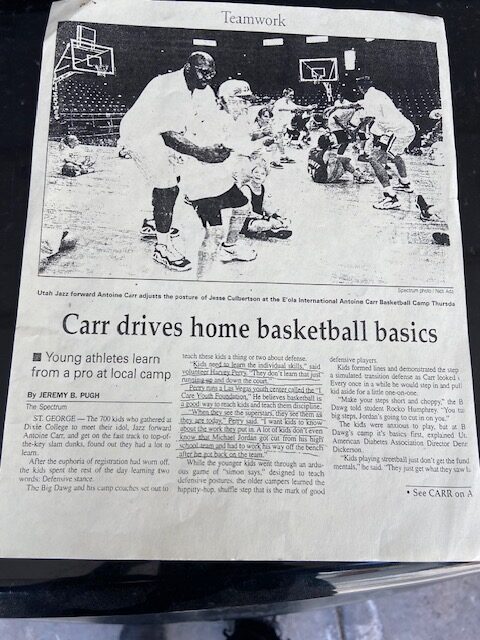 Teamwork
Spectrum photo / Nick Ada
Utah Jazz forward Antoine Carr adjusts the posture of Jesse Culbertson at the E'ola International Antoine Carr Basketball Camp Thursda
Carr drives home basketball basics
■ Young athletes learn
from a pro at local camp
By JEREMY B. PUGH
The Spectrum
ST. GEORGE — The 700 kids who gathered at
Dixie College to meet their idol, Jazz forward
Antoine Carr, and get on the fast track to top-of-
the-key slam dunks, found out they had a lot to
learn.
After the euphoria of registration had worn off,
the kids spent the rest of the day learning two
words: Defensive stance.
The Big Dawg and his camp coaches set out to
teach these kids a thing or two about defense.
"Kids need to learn the individual skills," said
volunteer Harvey Perry. "They don't learn that just
running up and down the court."
Perry runs a Las Vegas youth center called the "I
Care Youth Foundation," He believes basketball is
a good way to reach kids and teach them discipline.
"When they see the superstars, they see them as
they are today," Perry said. "I want kids to know
about the work they put in. A lot of kids don't even
know that Michael Jordan got cut from his high
school team and had to work his way off the bench
after he got back on the team."
While the younger kids went through an ardu-
ous game of "simon says," designed to teach
defensive postures, the older campers learned the
hippity-hop, shuffle step that is the mark of good
defensive players.
Kids formed lines and demonstrated the step
a simulated transition defense as Carr looked
Every once in a while he would step in and pull
kid aside for a little one-on-one.
"Make your steps short and choppy," the B
Dawg told student Rocko Humphrey. "You ta
big steps, Jordan's going to cut in on you."
The kids were anxious to play, but at B
Dawg's camp it's basics first, explained
American Diabetes Association Director
Dickerson.
"Kids playing streetball just don't get the fund
mentals," he said. "They just get what they saw
• See CARR on A